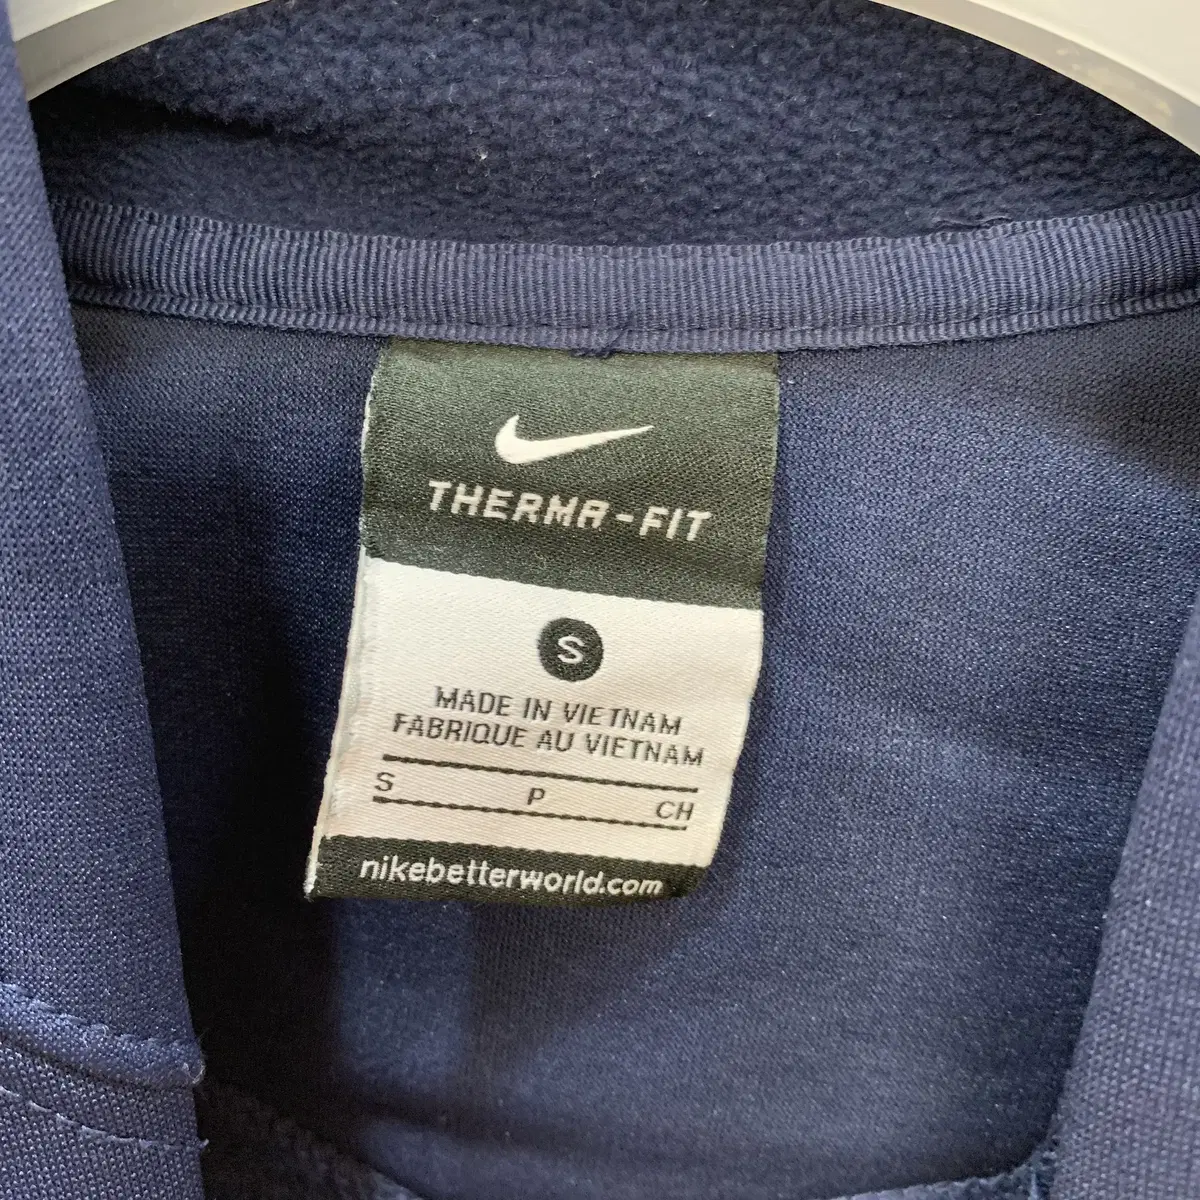 THERMA-FIT
S
MADE IN VIETNAM
FABRIQUE AU VIETNAM
S P CH
nikebetterworld.com